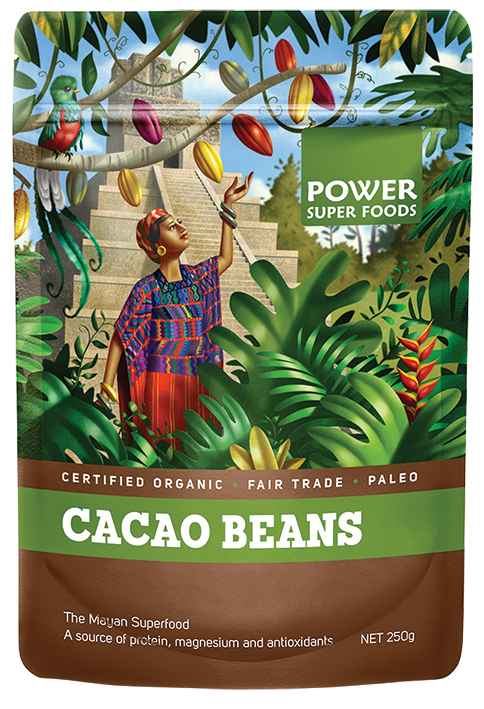 POWER
SUPER FOODS
CERTIFIED ORGANIC • FAIR TRADE • PALEO
CACAO BEANS
The Mayan Superfood
A source of protein, magnesium and antioxidants NET 250g